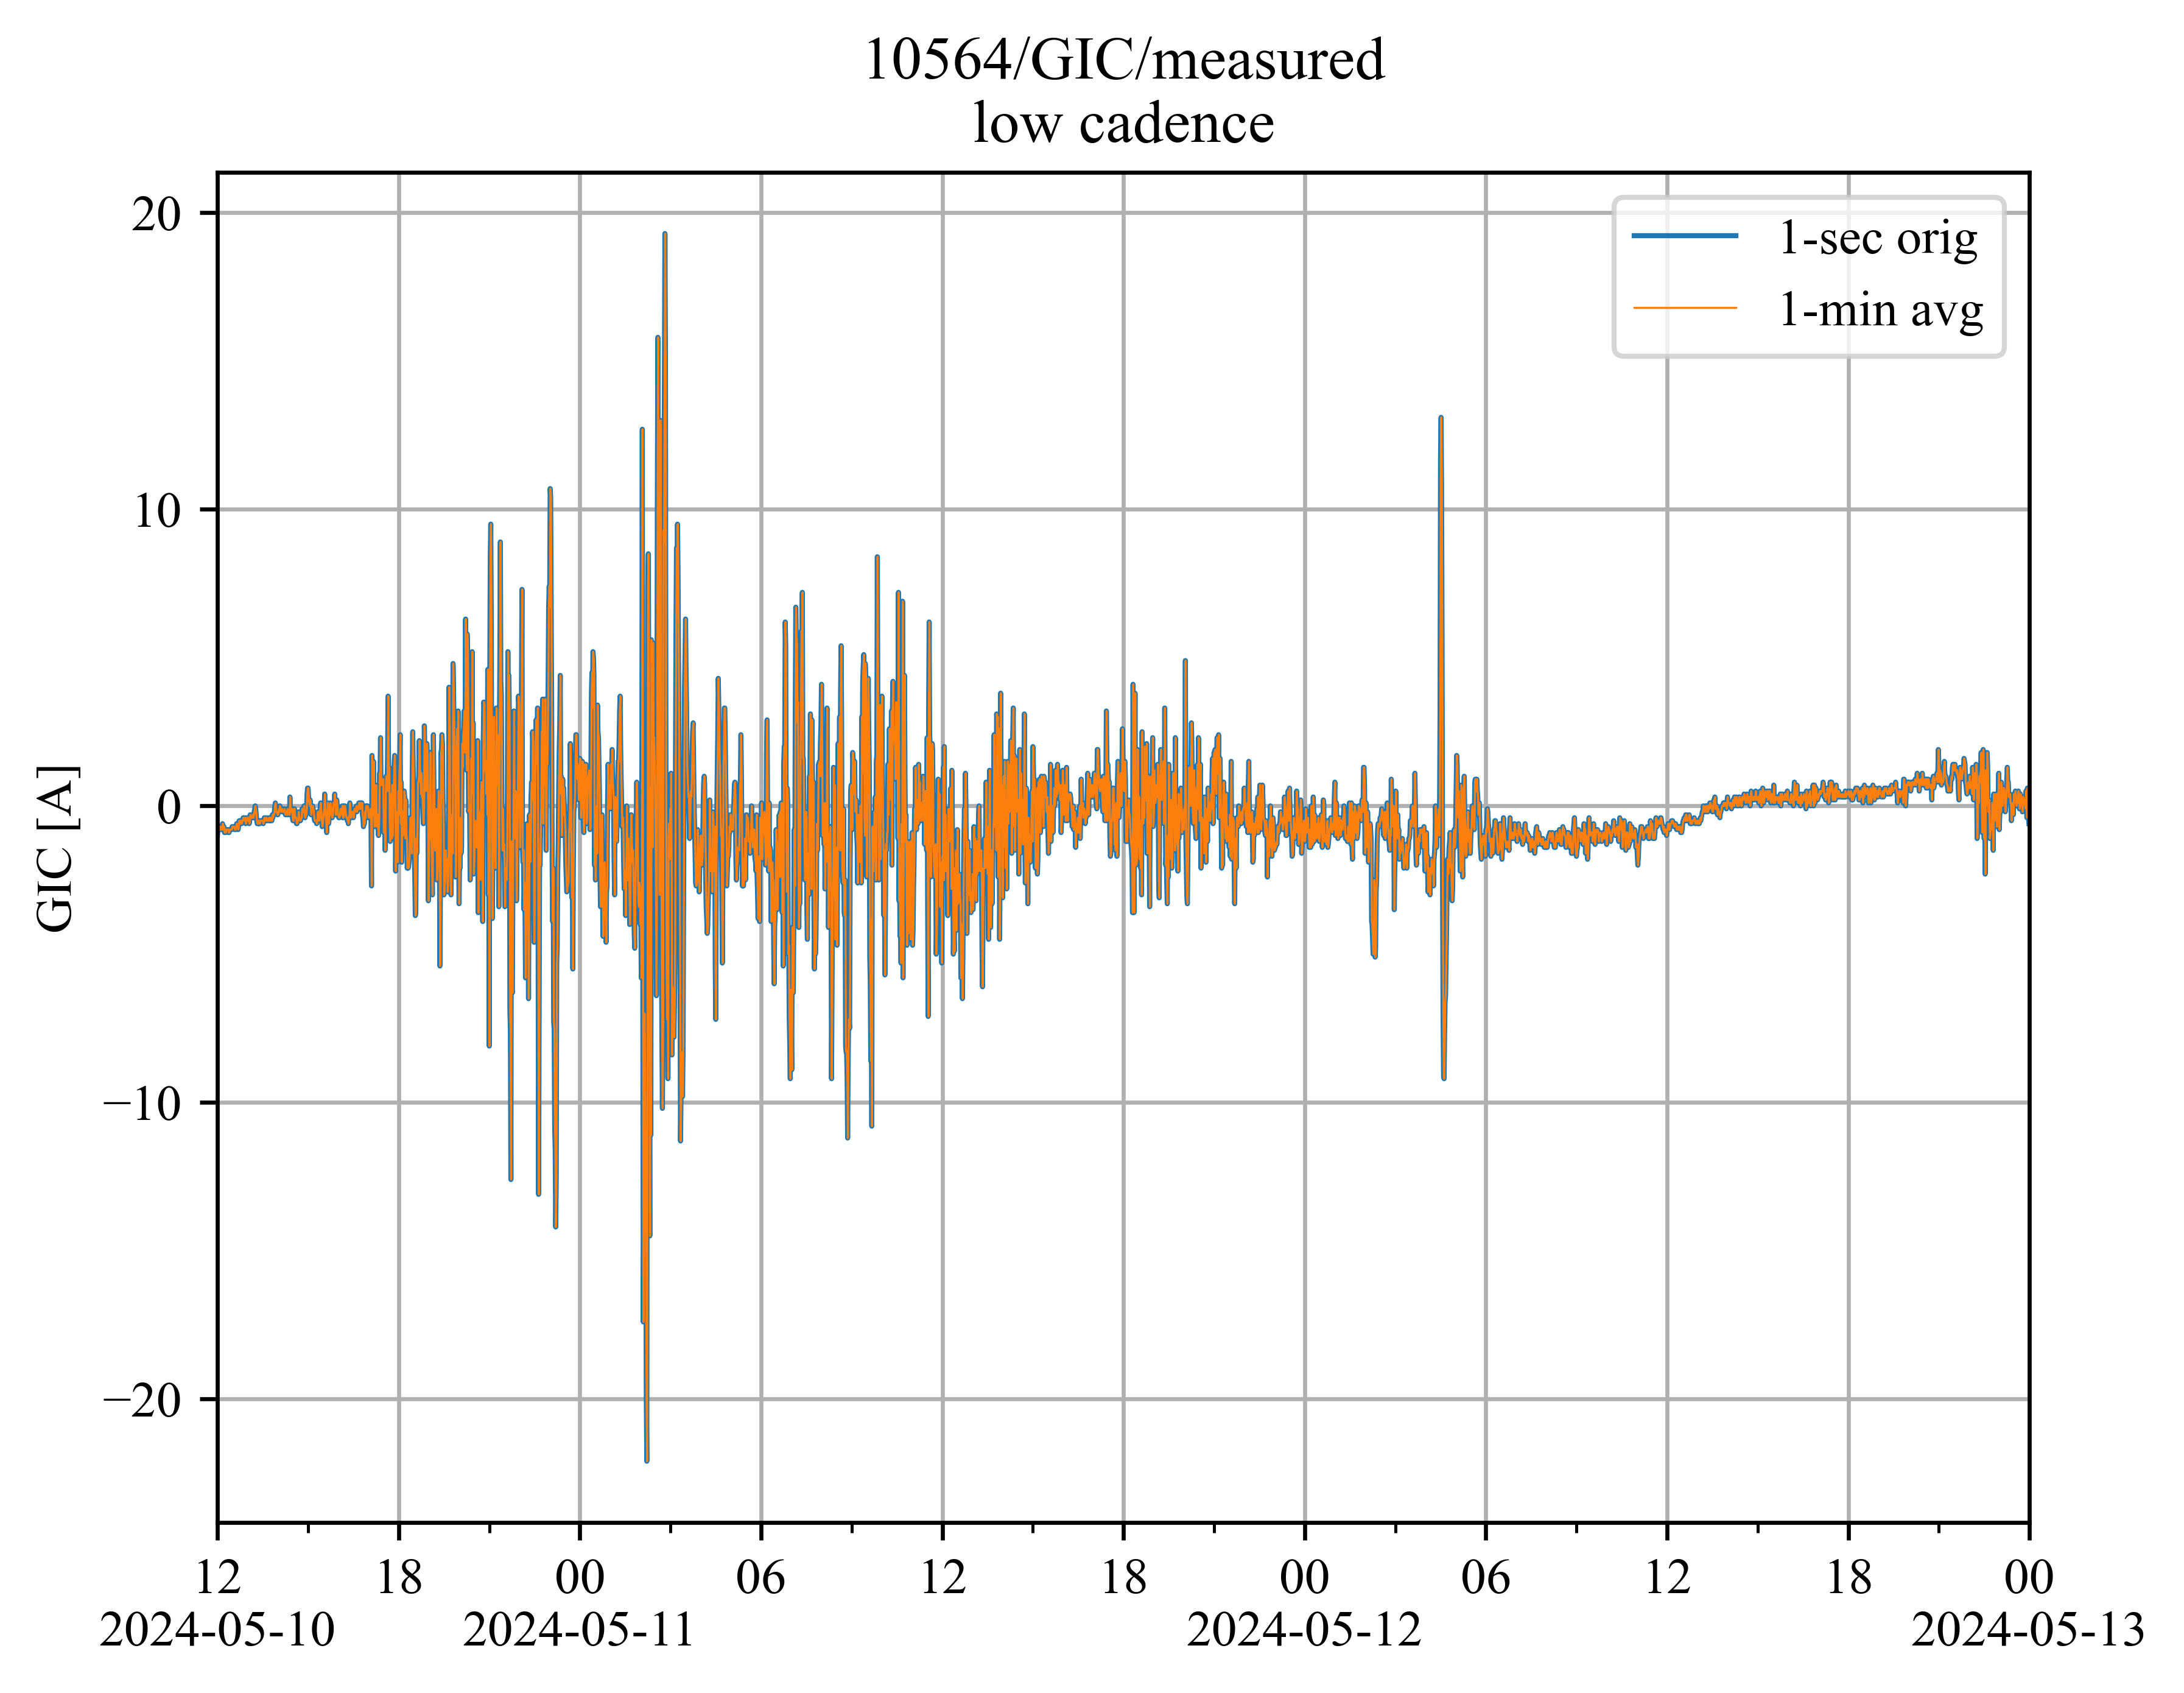 10564/GIC/measured
low cadence
1-sec orig
1-min avg
GIC [A]
20
10
0
−10
−20
12 18 00 06 12 18 00 06 12 18 00
2024-05-10 2024-05-11 2024-05-12 2024-05-13